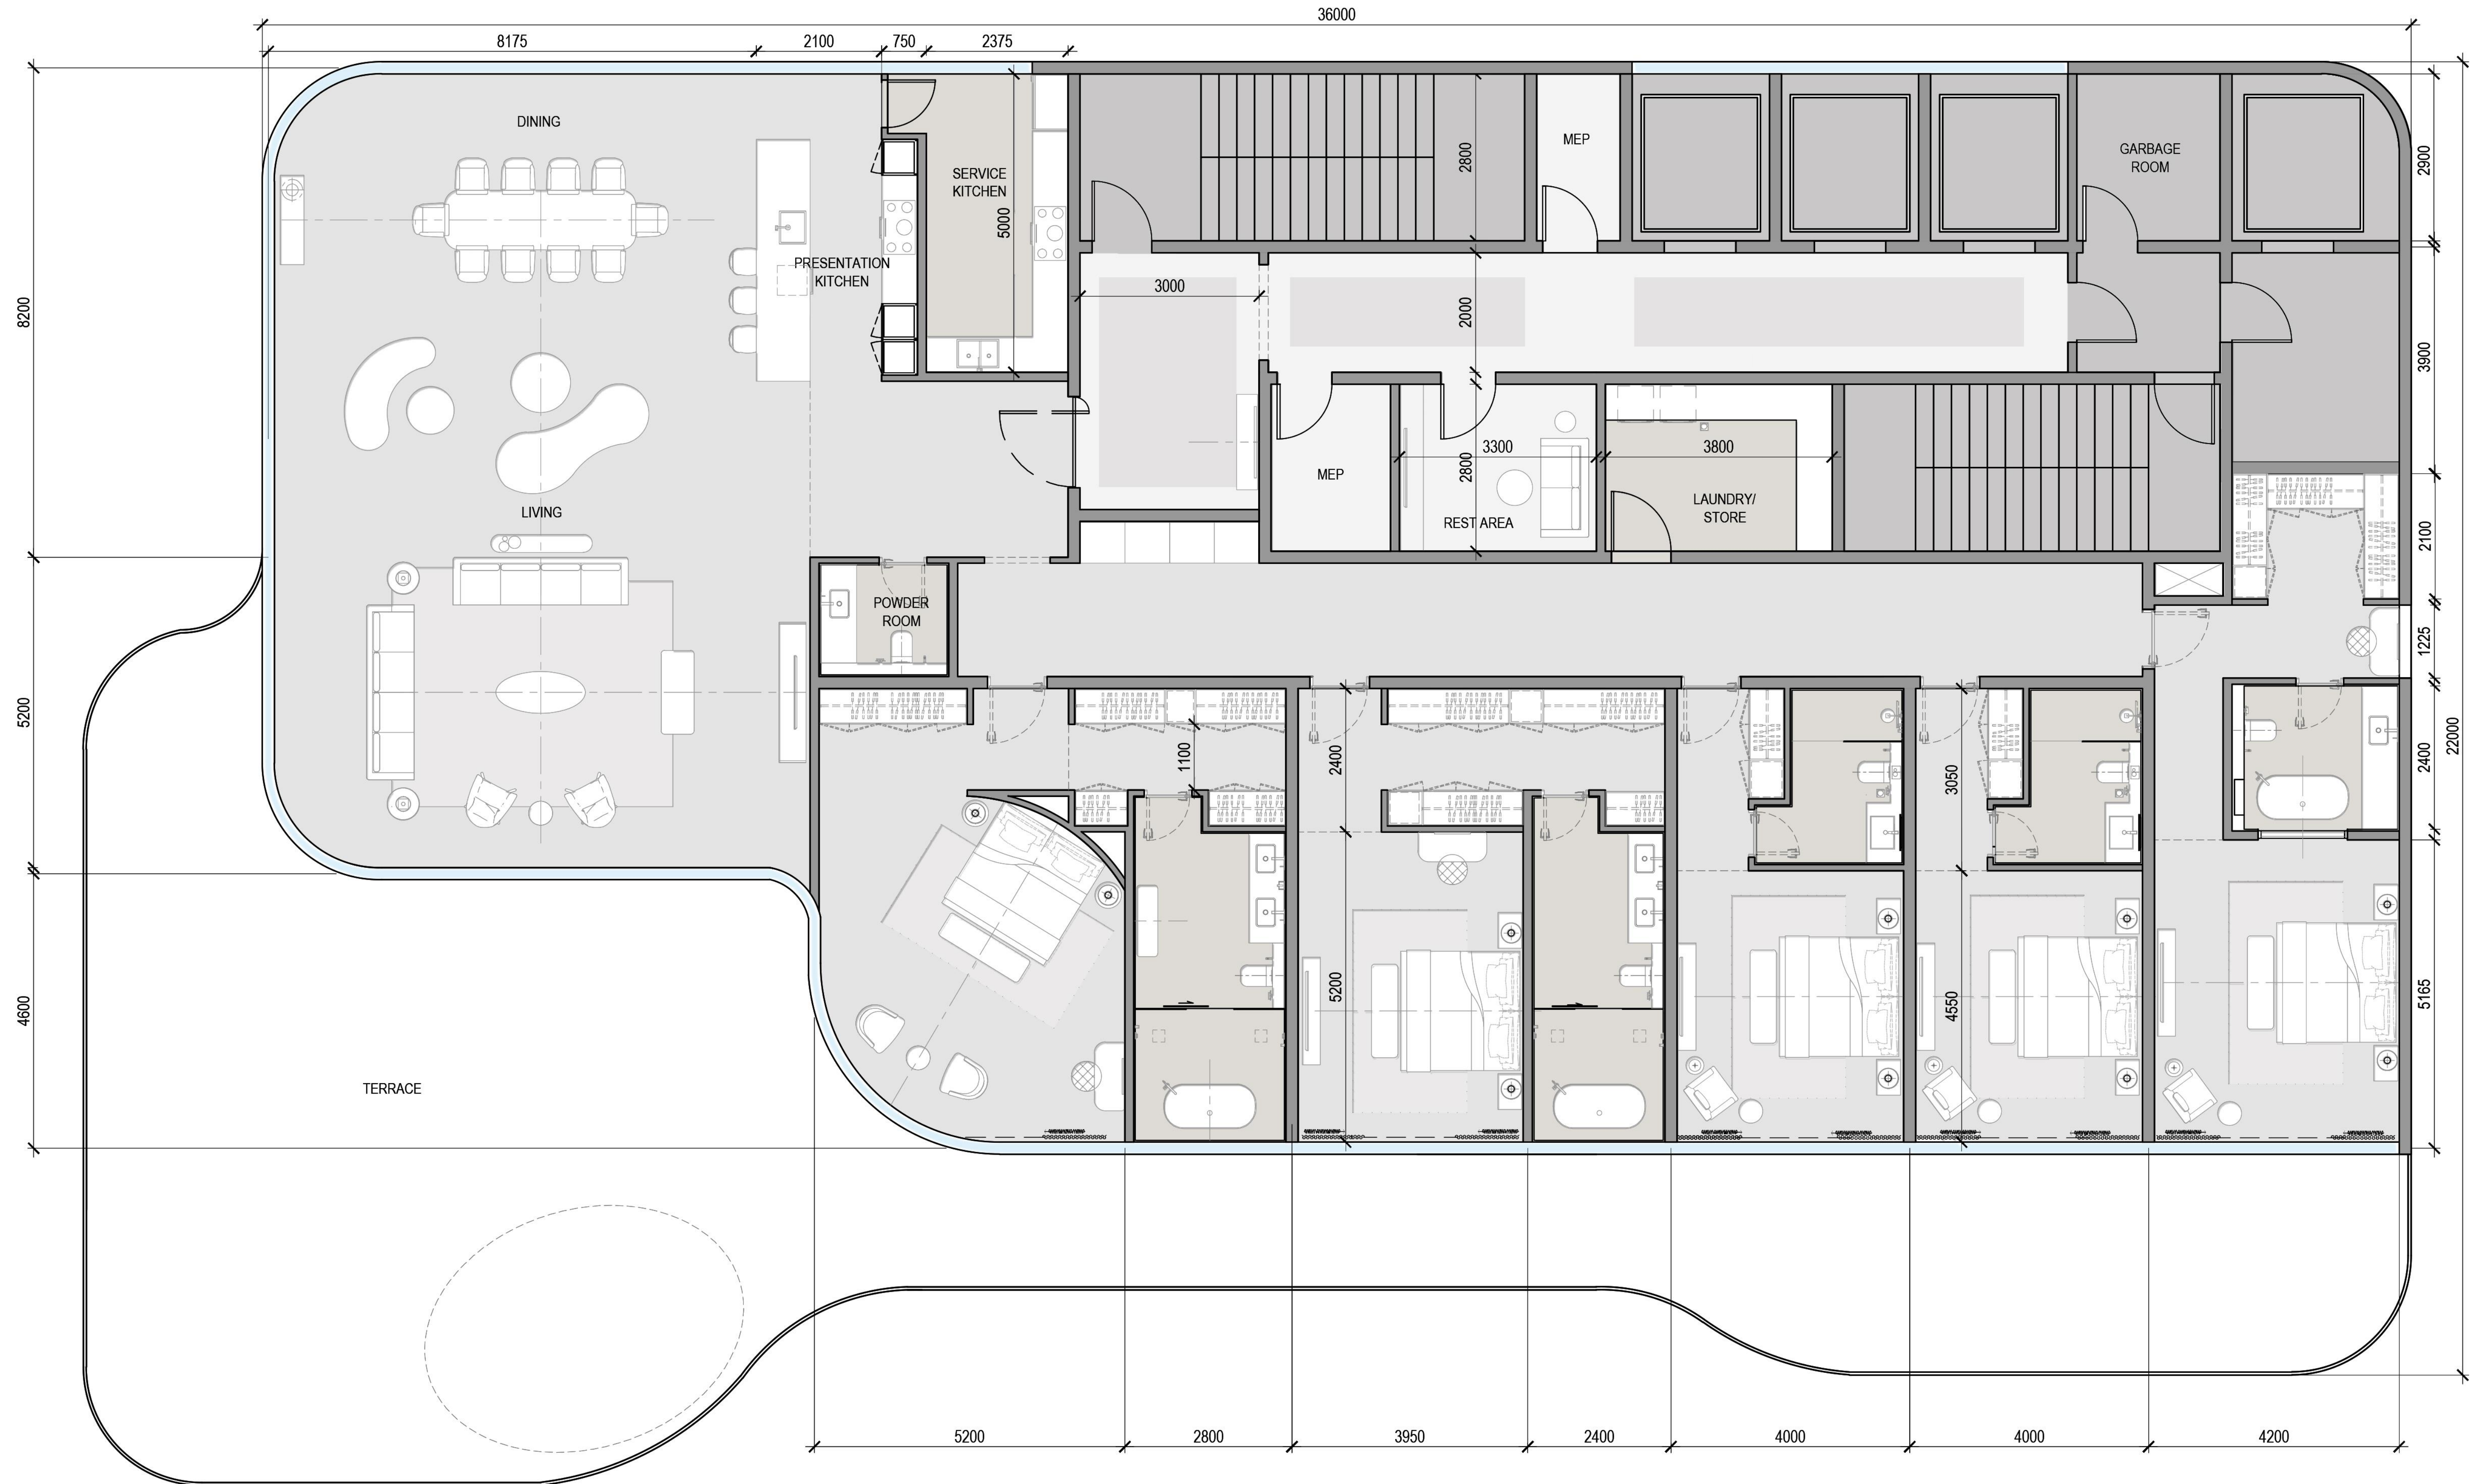 36000
8175
2100
750
2375
DINING
MEP
GARBAGE
ROOM
SERVICE
KITCHEN
2800
2900
5000
PRESENTATION
KITCHEN
3000
2000
8200
3900
3300
3800
2800
MEP
LAUNDRY/
STORE
REST AREA
LIVING
2100
POWDER
ROOM
1225
5200
1100
2400
3050
2400
22000
5200
4550
5165
4600
TERRACE
5200
2800
3950
2400
4000
4000
4200